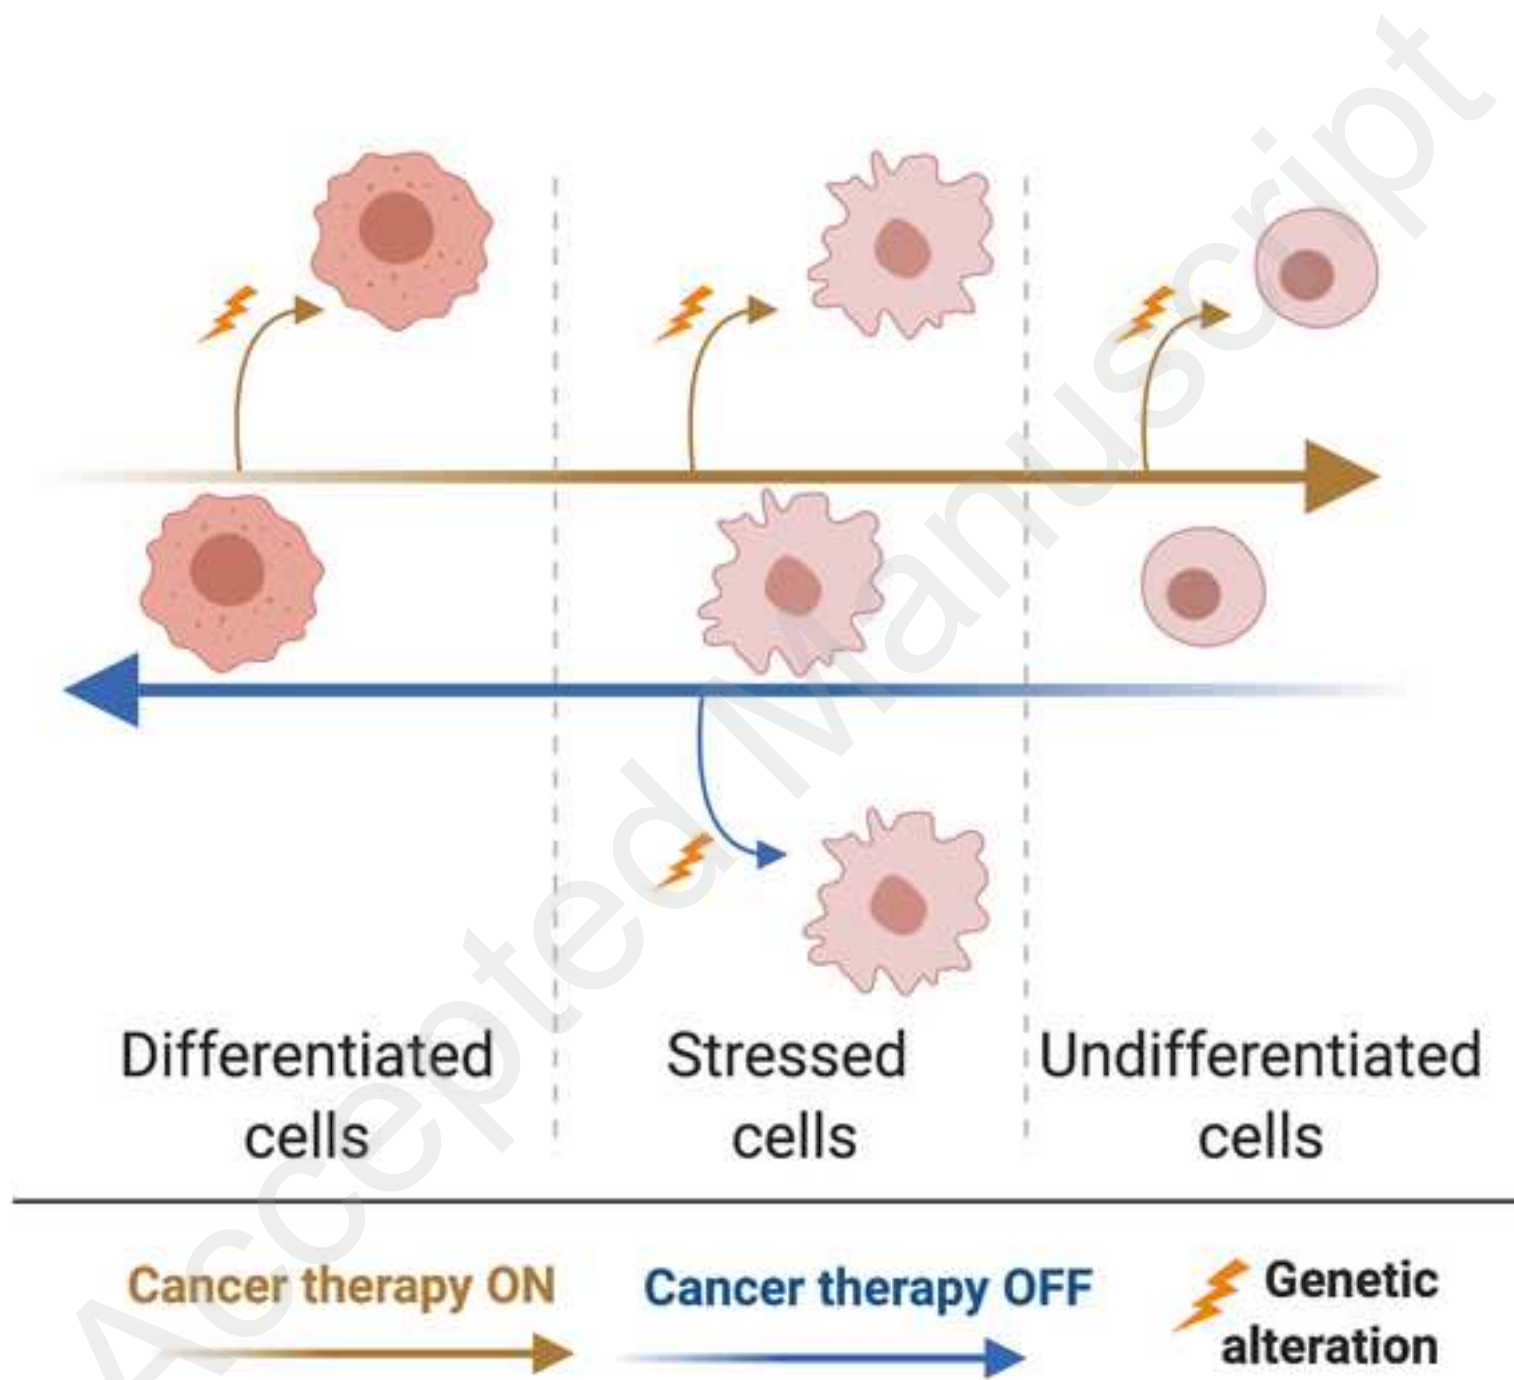 Differentiated
cells
Stressed
cells
Undifferentiated
cells
Cancer therapy ON
Cancer therapy OFF
Genetic
alteration
Accepted Manuscript